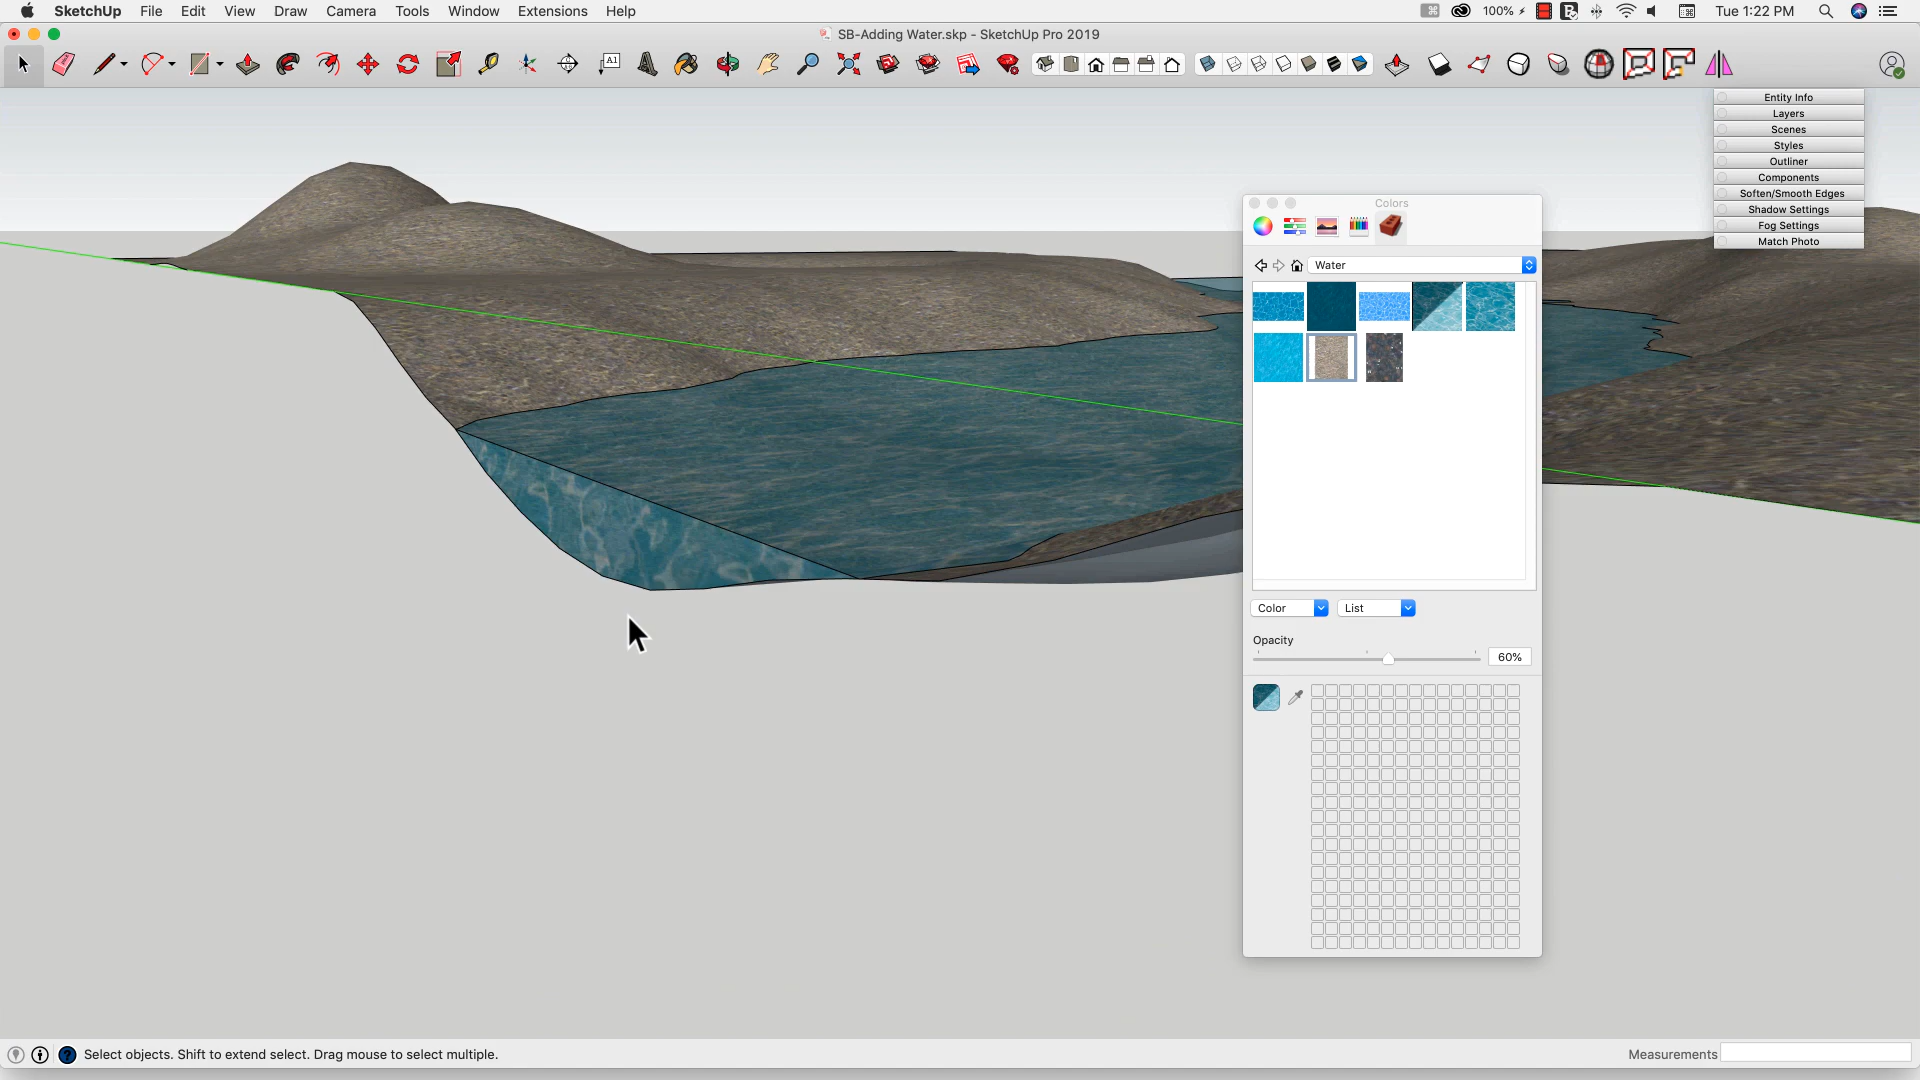 SketchUp File Edit View Draw Camera Tools Window Extensions Help
100% Tue 1:22 PM
SB-Adding Water.skp - SketchUp Pro 2019
A1
Entity Info
Layers
Scenes
Styles
Outliner
Components
Soften/Smooth Edges
Shadow Settings
Fog Settings
Match Photo
Colors
Water
Color List
Opacity
60%
Select objects. Shift to extend select. Drag mouse to select multiple.
Measurements